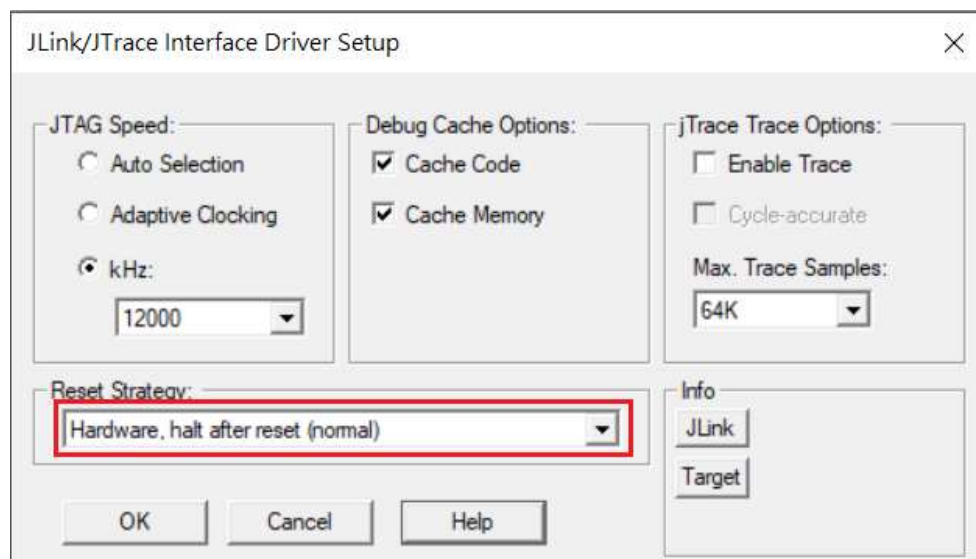 JLink/JTrace Interface Driver Setup
JTAG Speed:
Auto Selection
Adaptive Clocking
kHz:
12000
Debug Cache Options:
Cache Code
Cache Memory
jTrace Trace Options:
Enable Trace
Cycle-accurate
Max. Trace Samples:
64K
Reset Strategy:
Hardware, halt after reset (normal)
Info
JLink
Target
OK
Cancel
Help